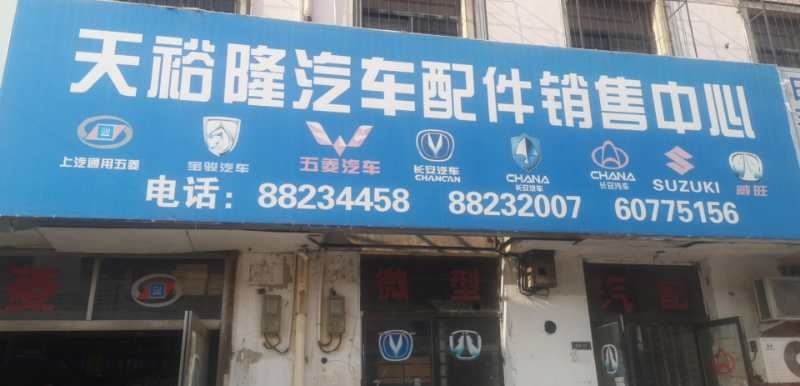 天裕隆汽车配件销售中心
上汽通用五菱 宝骏汽车 五菱汽车 长安汽车 CHANGAN CHANA 长安汽车 CHANA 长安汽车 SUZUKI 威旺
电话：88234458 88232007 60775156
菱 微型 汽配